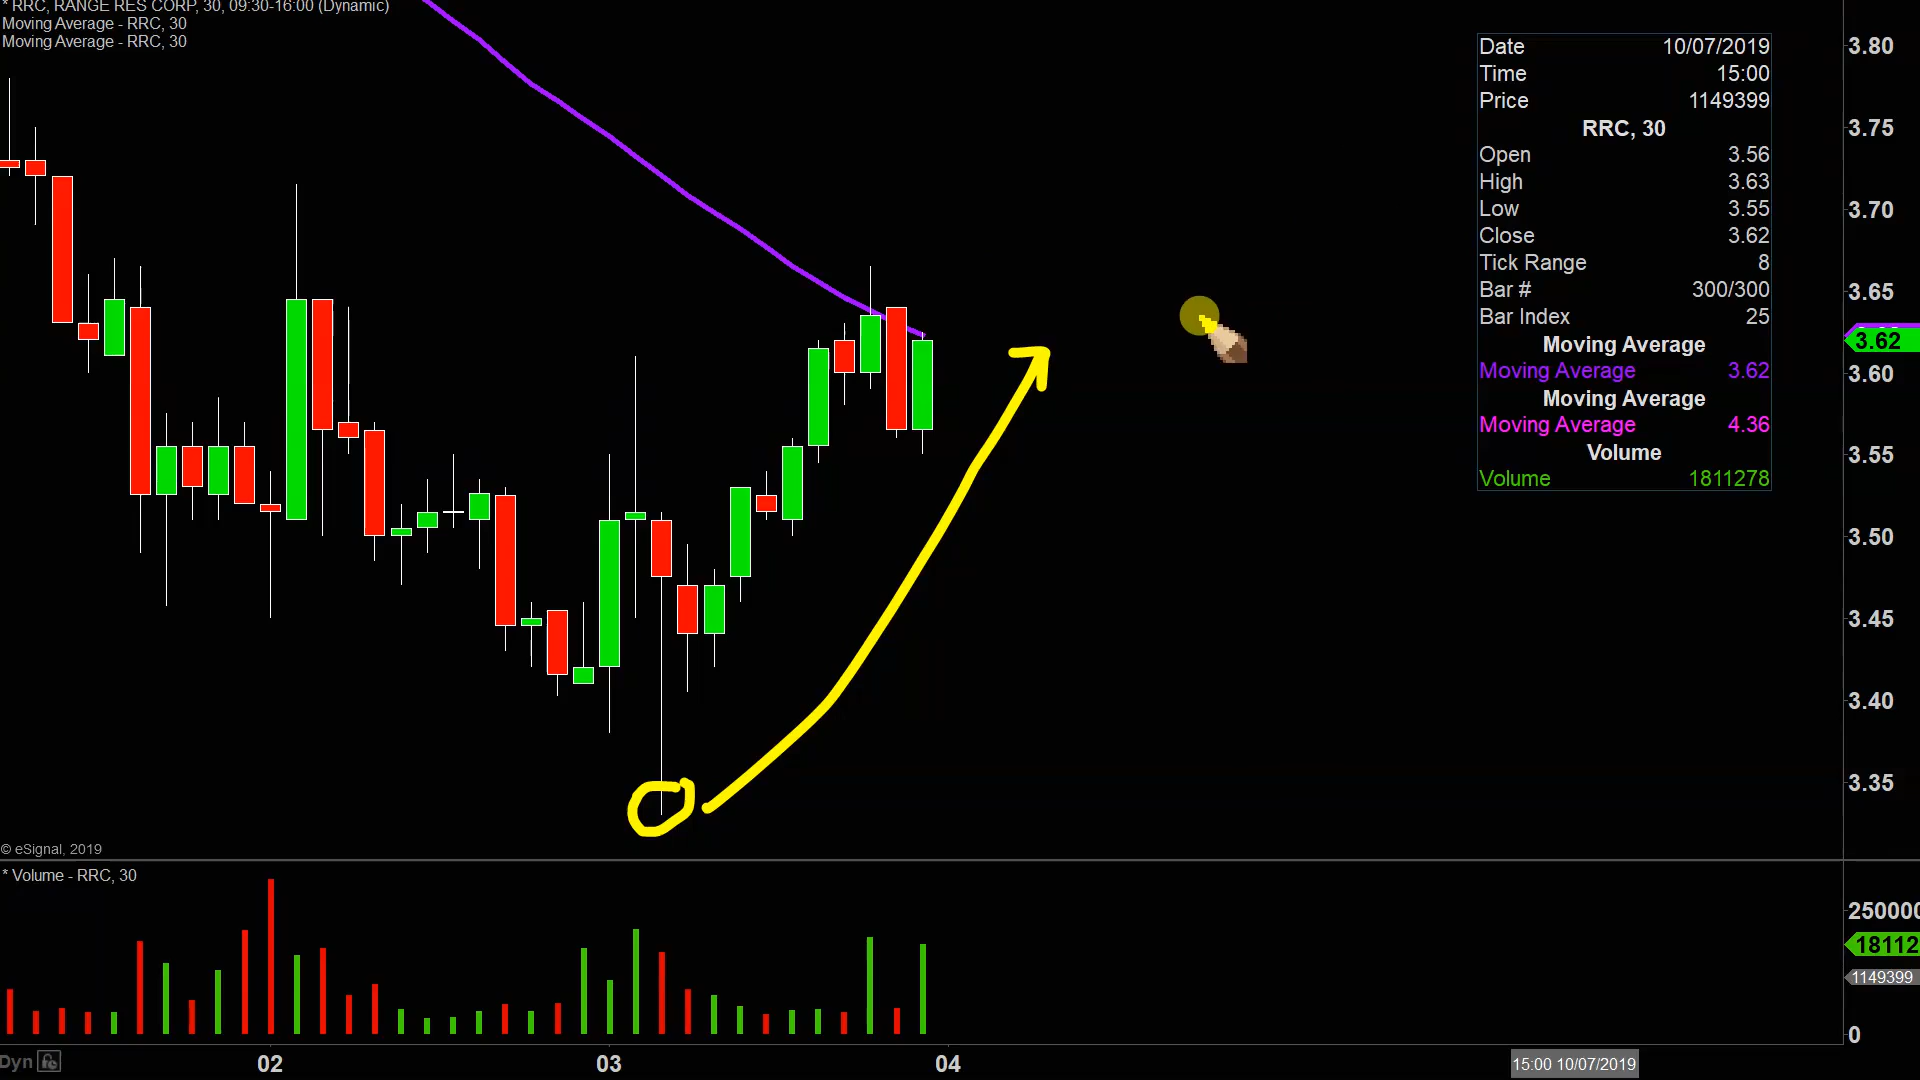 * RRC, RANGE RES CORP, 30, 09:30-16:00 (Dynamic)
Moving Average - RRC, 30
Moving Average - RRC, 30
Date 10/07/2019
Time 15:00
Price 1149399
RRC, 30
Open 3.56
High 3.63
Low 3.55
Close 3.62
Tick Range 8
Bar # 300/300
Bar Index 25
Moving Average
Moving Average 3.62
Moving Average
Moving Average 4.36
Volume
Volume 1811278
3.80
3.75
3.70
3.65
3.62
3.60
3.55
3.50
3.45
3.40
3.35
© eSignal, 2019
* Volume - RRC, 30
250000
18112
1149399
0
Dyn
02
03
04
15:00 10/07/2019